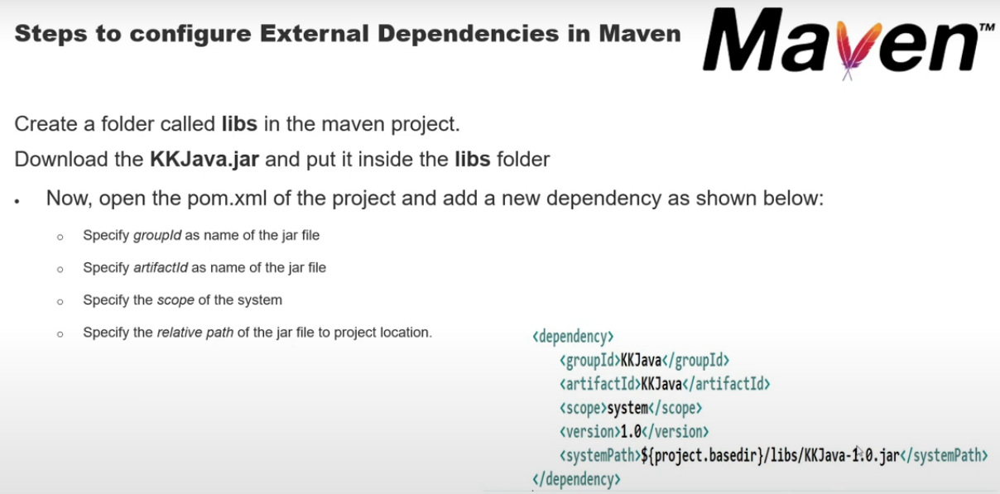 Steps to configure External Dependencies in Maven
Maven™
Create a folder called libs in the maven project.
Download the KKJava.jar and put it inside the libs folder
• Now, open the pom.xml of the project and add a new dependency as shown below:
○ Specify groupId as name of the jar file
○ Specify artifactId as name of the jar file
○ Specify the scope of the system
○ Specify the relative path of the jar file to project location.
<dependency>
<groupId>KKJava</groupId>
<artifactId>KKJava</artifactId>
<scope>system</scope>
<version>1.0</version>
<systemPath>${project.basedir}/libs/KKJava-1.0.jar</systemPath>
</dependency>